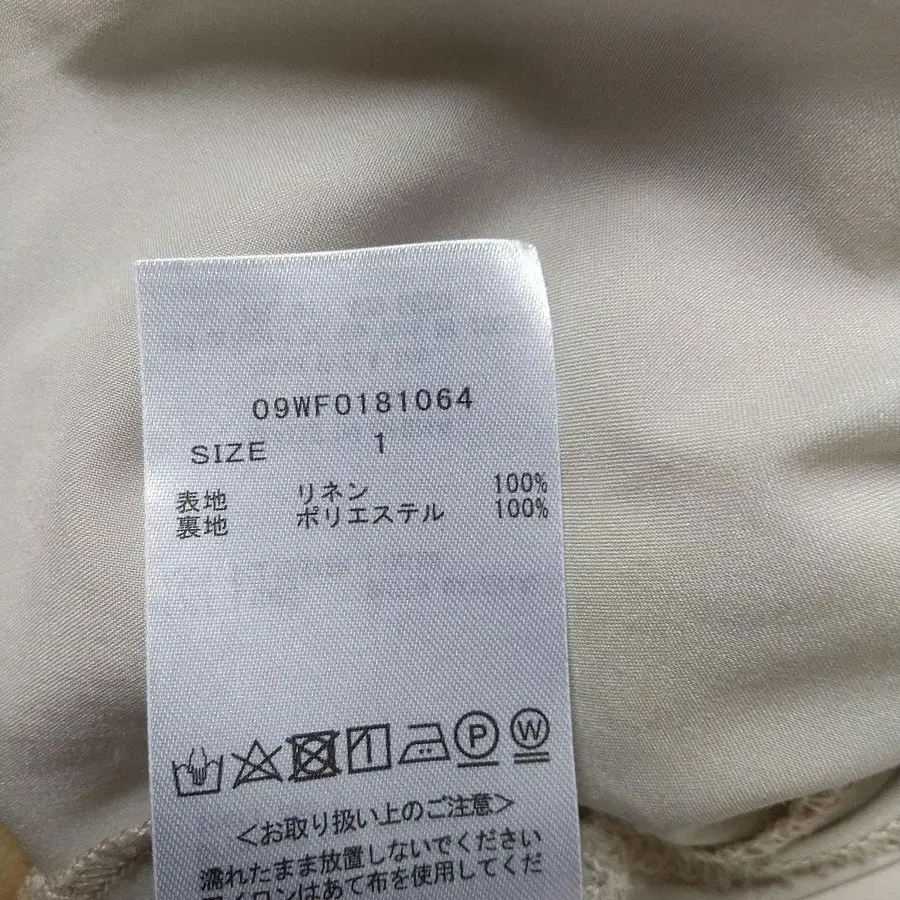 09WF0181064
SIZE 1
表地 リネン 100%
裏地 ポリエステル 100%
P W
<お取り扱い上のご注意>
濡れたまま放置しないでください
アイロンはあて布を使用してくだ